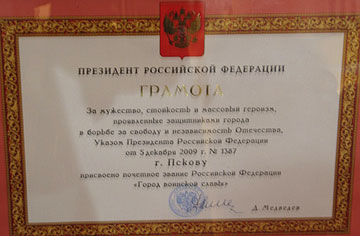 ПРЕЗИДЕНТ РОССИЙСКОЙ ФЕДЕРАЦИИ
ГРАМОТА
За мужество, стойкость и массовый героизм,
проявленные защитниками города
в борьбе за свободу и независимость Отечества,
Указом Президента Российской Федерации
от 5 декабря 2009 г. № 1387
г. Пскову
присвоено почетное звание Российской Федерации
«Город воинской славы»
Д. Медведев